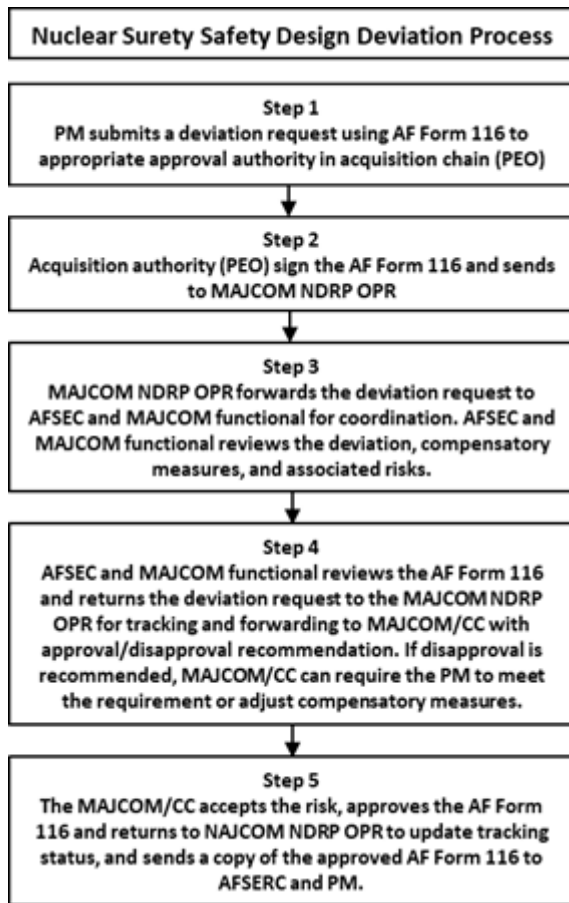 Nuclear Surety Safety Design Deviation Process
Step 1
PM submits a deviation request using AF Form 116 to
appropriate approval authority in acquisition chain (PEO)
Step 2
Acquisition authority (PEO) sign the AF Form 116 and sends
to MAJCOM NDRP OPR
Step 3
MAJCOM NDRP OPR forwards the deviation request to
AFSEC and MAJCOM functional for coordination. AFSEC and
MAJCOM functional reviews the deviation, compensatory
measures, and associated risks.
Step 4
AFSEC and MAJCOM functional reviews the AF Form 116
and returns the deviation request to the MAJCOM NDRP
OPR for tracking and forwarding to MAJCOM/CC with
approval/disapproval recommendation. If disapproval is
recommended, MAJCOM/CC can require the PM to meet
the requirement or adjust compensatory measures.
Step 5
The MAJCOM/CC accepts the risk, approves the AF Form
116 and returns to NAJCOM NDRP OPR to update tracking
status, and sends a copy of the approved AF Form 116 to
AFSERC and PM.